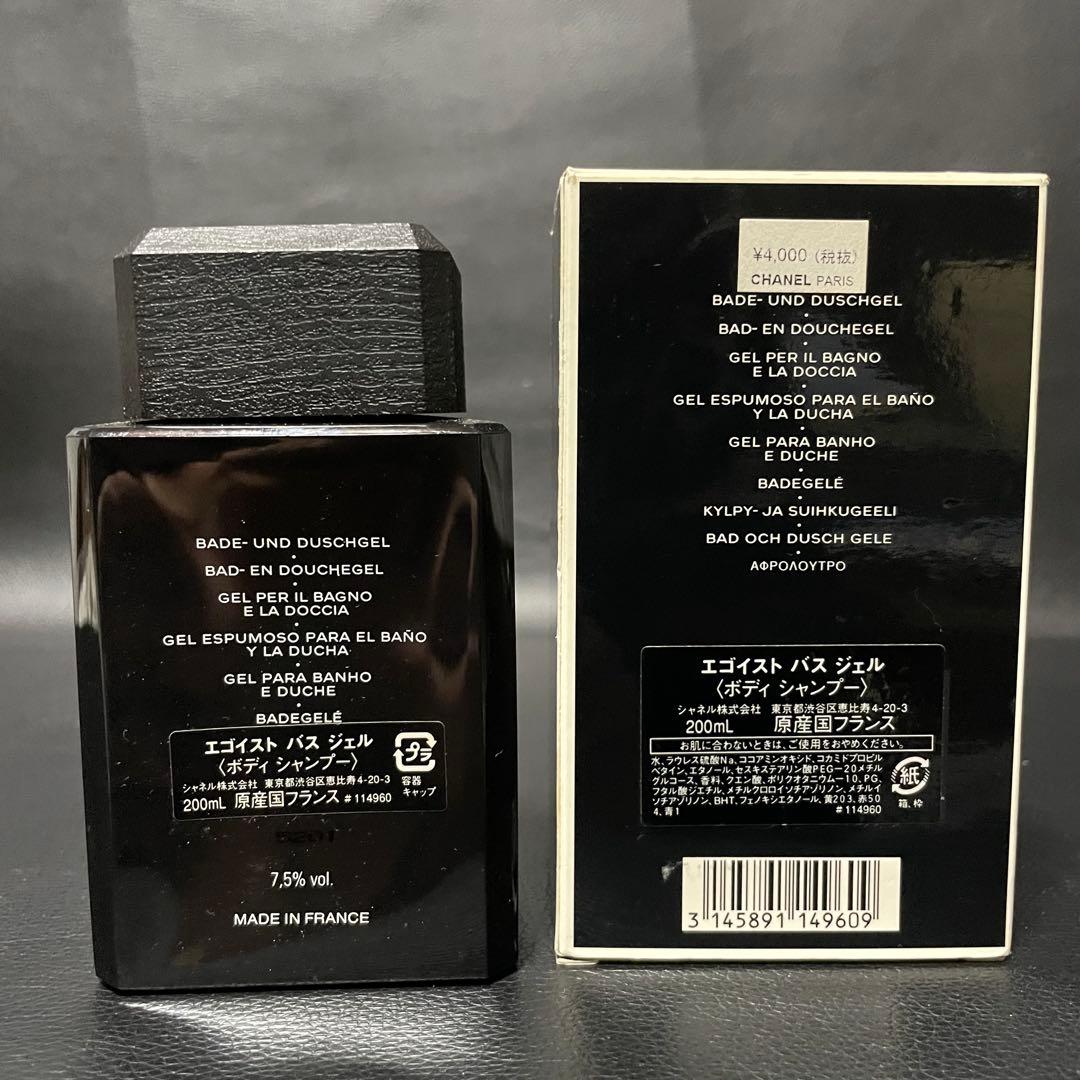 BADE- UND DUSCHGEL
BAD- EN DOUCHEGEL
GEL PER IL BAGNO
E LA DOCCIA
GEL ESPUMOSO PARA EL BAÑO
Y LA DUCHA
GEL PARA BANHO
E DUCHE
BADEGELÉ
エゴイスト バス ジェル
〈ボディ シャンプー〉
プラ
容器
キャップ
シャネル株式会社 東京都渋谷区恵比寿4-20-3
200mL 原産国フランス #114960
5201
7,5% vol.
MADE IN FRANCE
¥4,000 (税抜)
CHANEL PARIS
BADE- UND DUSCHGEL
BAD- EN DOUCHEGEL
GEL PER IL BAGNO
E LA DOCCIA
GEL ESPUMOSO PARA EL BAÑO
Y LA DUCHA
GEL PARA BANHO
E DUCHE
BADEGELÉ
KYLPY- JA SUIHKUGEELI
BAD OCH DUSCH GELE
ΑΦΡΟΛΟΥΤΡΟ
エゴイスト バス ジェル
〈ボディ シャンプー〉
シャネル株式会社 東京都渋谷区恵比寿4-20-3
200mL 原産国フランス
お肌に合わないときは、ご使用をおやめください。
水、ラウレス硫酸Na、ココアミンオキシド、コカミドプロピル
ベタイン、エタノール、セスキステアリン酸PEG-20メチル
グルコース、香料、クエン酸、ポリクオタニウム-10、PG、
フタル酸ジエチル、メチルクロロイソチアゾリノン、メチルイ
ソチアゾリノン、BHT、フェノキシエタノール、黄203、赤50
4、青1
#114960
紙
箱、枠
3 145891 149609